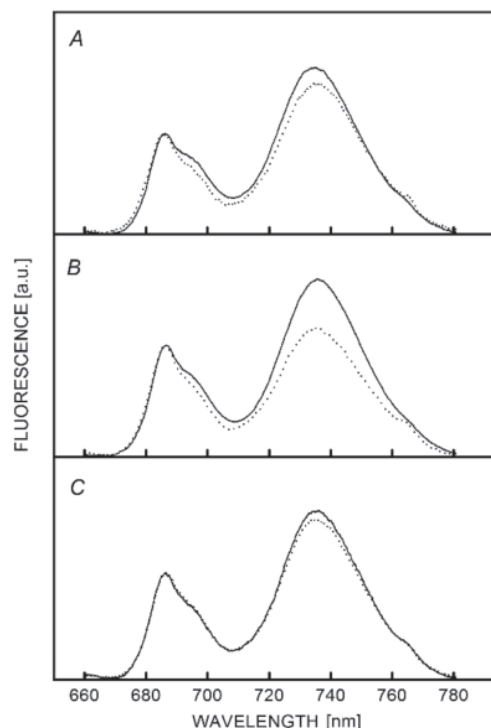 A
B
C
FLUORESCENCE [a.u.]
660 680 700 720 740 760 780
WAVELENGTH [nm]